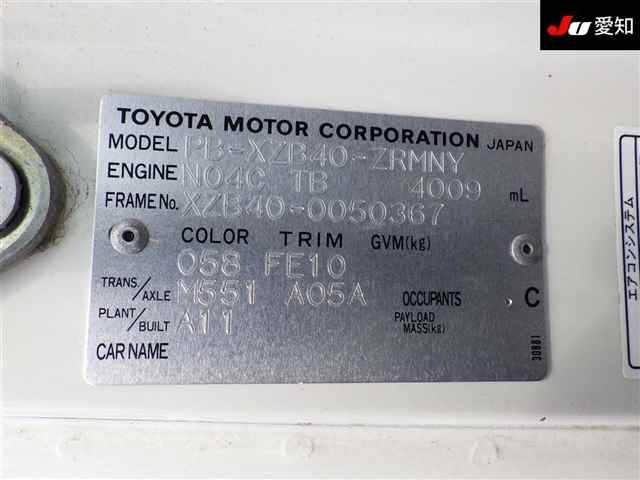 JU 愛知
TOYOTA MOTOR CORPORATION JAPAN
MODEL PB-XZB40-ZRMNY
ENGINE N04C TB 4009 mL
FRAME No. XZB40-0050367
COLOR TRIM GVM(kg)
058 FE10
TRANS./AXLE M551 A05A OCCUPANTS C
PLANT/BUILT A11 PAYLOAD MASS(kg)
CAR NAME
30881
エアコンシステム